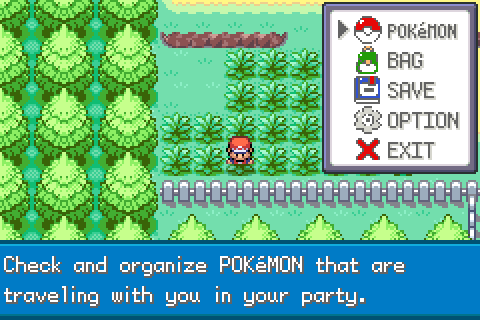 POKéMON
BAG
SAVE
OPTION
EXIT
Check and organize POKéMON that are
traveling with you in your party.